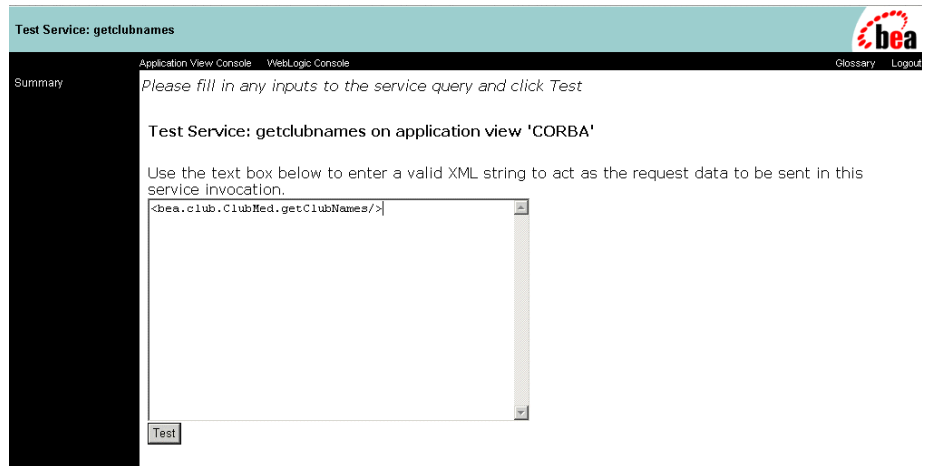 Test Service: getclubnames
bea
Application View Console WebLogic Console Glossary Logout
Summary
Please fill in any inputs to the service query and click Test
Test Service: getclubnames on application view 'CORBA'
Use the text box below to enter a valid XML string to act as the request data to be sent in this
service invocation.
<bea.club.ClubMed.getClubNames/>
Test